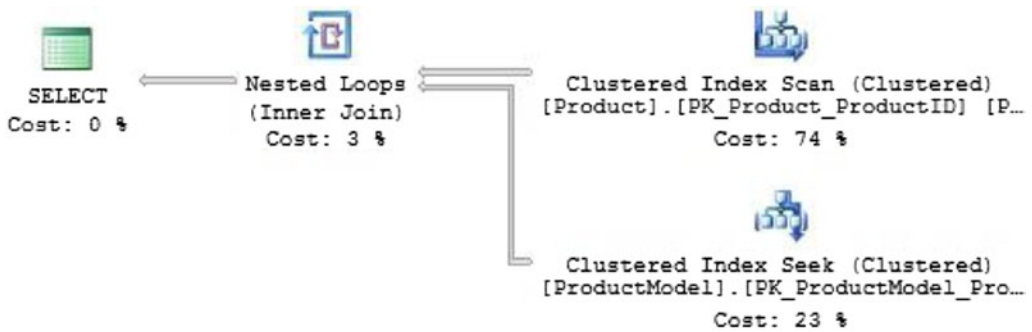 SELECT
Cost: 0 %
Nested Loops
(Inner Join)
Cost: 3 %
Clustered Index Scan (Clustered)
[Product].[PK_Product_ProductID] [P…
Cost: 74 %
Clustered Index Seek (Clustered)
[ProductModel].[PK_ProductModel_Pro…
Cost: 23 %